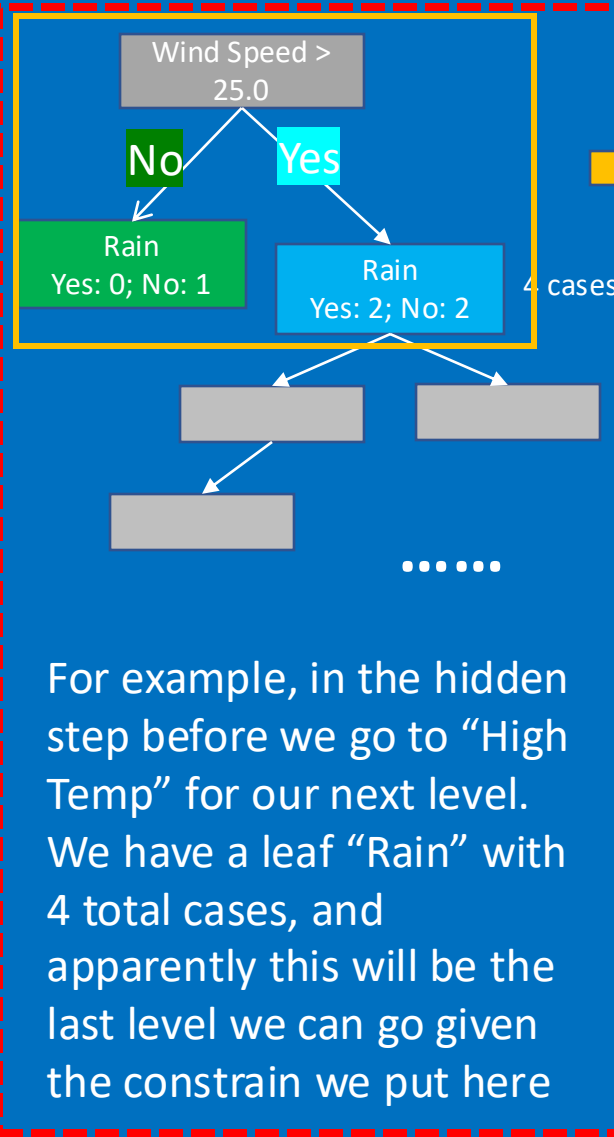 Wind Speed >
25.0
No
Yes
Rain
Yes: 0; No: 1
Rain
Yes: 2; No: 2
4 cases
......
For example, in the hidden
step before we go to “High
Temp” for our next level.
We have a leaf “Rain” with
4 total cases, and
apparently this will be the
last level we can go given
the constrain we put here